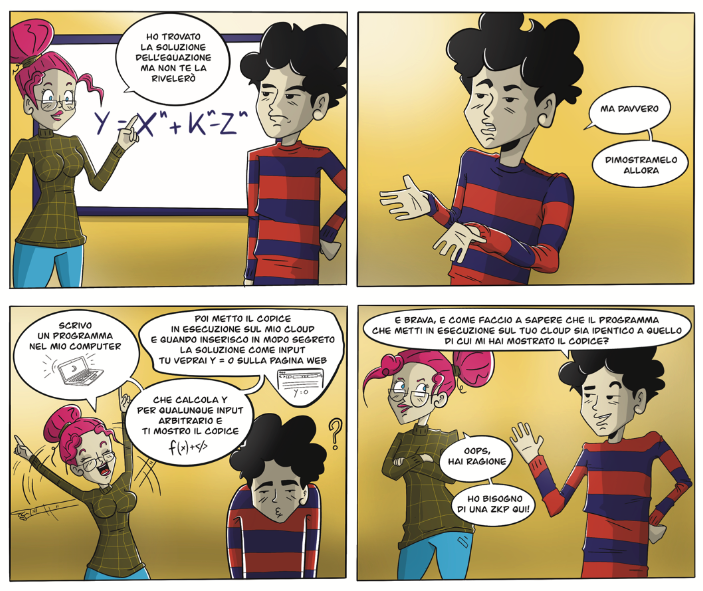 HO TROVATO
LA SOLUZIONE
DELL'EQUAZIONE
MA NON TE LA
RIVELERÒ
Y = Xⁿ + Kⁿ - Zⁿ
MA DAVVERO
DIMOSTRAMELO
ALLORA
SCRIVO
UN PROGRAMMA
NEL MIO COMPUTER
CHE CALCOLA Y
PER QUALUNQUE INPUT
ARBITRARIO E
TI MOSTRO IL CODICE
f(x)+</>
POI METTO IL CODICE
IN ESECUZIONE SUL MIO CLOUD
E QUANDO INSERISCO IN MODO SEGRETO
LA SOLUZIONE COME INPUT
TU VEDRAI Y = 0 SULLA PAGINA WEB
Y=0
?
E BRAVA, E COME FACCIO A SAPERE CHE IL PROGRAMMA
CHE METTI IN ESECUZIONE SUL TUO CLOUD SIA IDENTICO A QUELLO
DI CUI MI HAI MOSTRATO IL CODICE?
OOPS,
HAI RAGIONE
HO BISOGNO
DI UNA ZKP QUI!